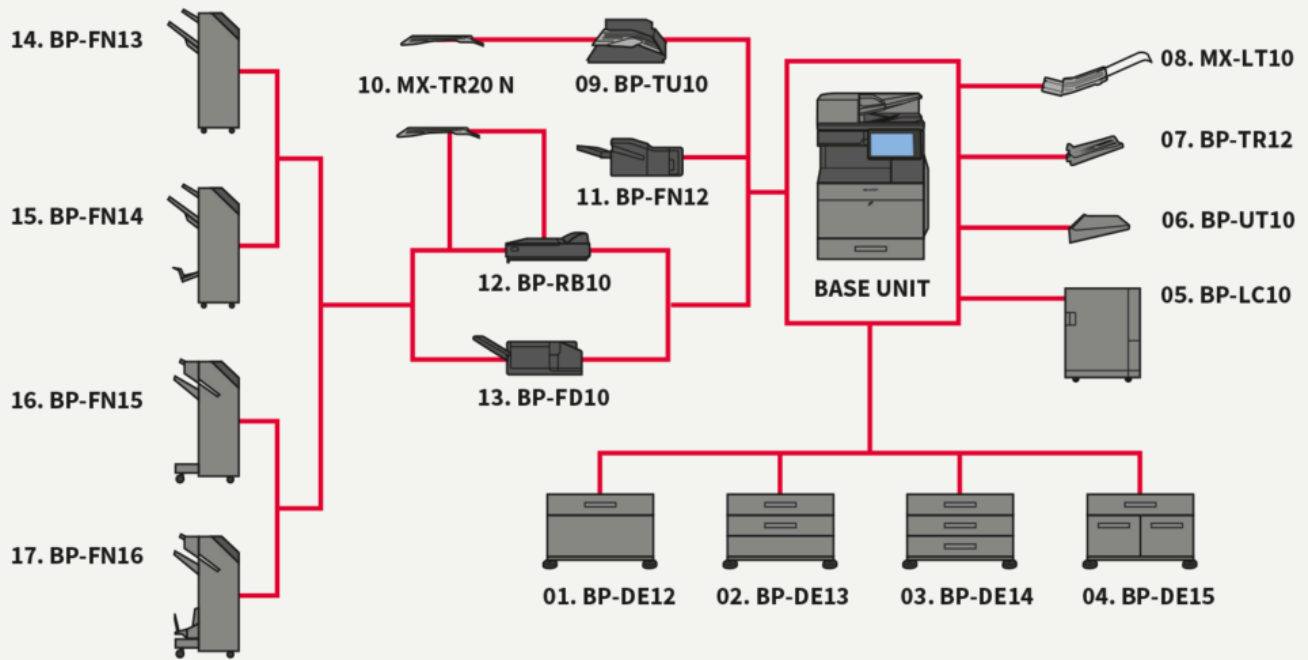 14. BP-FN13
10. MX-TR20 N
09. BP-TU10
08. MX-LT10
07. BP-TR12
15. BP-FN14
11. BP-FN12
06. BP-UT10
12. BP-RB10
BASE UNIT
05. BP-LC10
16. BP-FN15
13. BP-FD10
17. BP-FN16
01. BP-DE12
02. BP-DE13
03. BP-DE14
04. BP-DE15